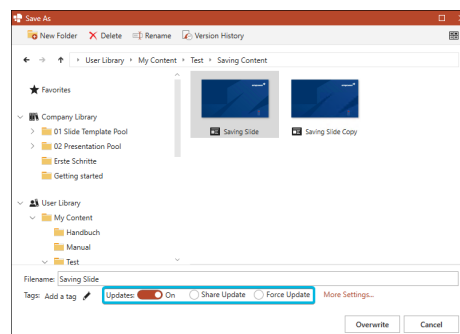 Save As
New Folder Delete Rename Version History
User Library My Content Test Saving Content
Favorites
Company Library
01 Slide Template Pool
02 Presentation Pool
Erste Schritte
Getting started
User Library
My Content
Handbuch
Manual
Test
Saving Slide Saving Slide Copy
Filename: Saving Slide
Tags: Add a tag Updates: On Share Update Force Update More Settings...
Overwrite Cancel